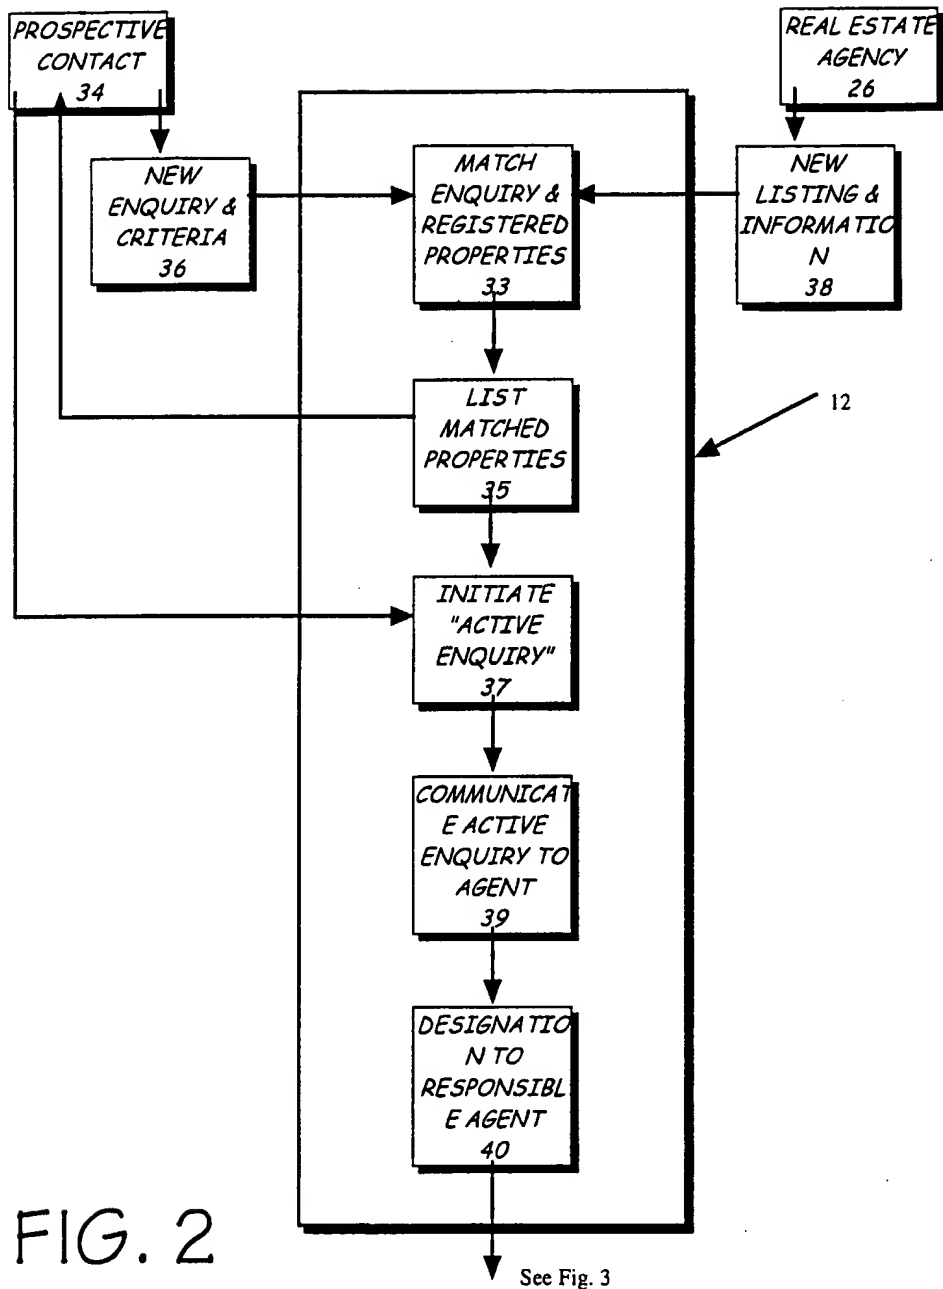 PROSPECTIVE
CONTACT
34
REAL ESTATE
AGENCY
26
NEW
ENQUIRY &
CRITERIA
36
MATCH
ENQUIRY &
REGISTERED
PROPERTIES
33
NEW
LISTING &
INFORMATIO
N
38
LIST
MATCHED
PROPERTIES
35
12
INITIATE
"ACTIVE
ENQUIRY"
37
COMMUNICAT
E ACTIVE
ENQUIRY TO
AGENT
39
DESIGNATIO
N TO
RESPONSIBL
E AGENT
40
FIG. 2
See Fig. 3